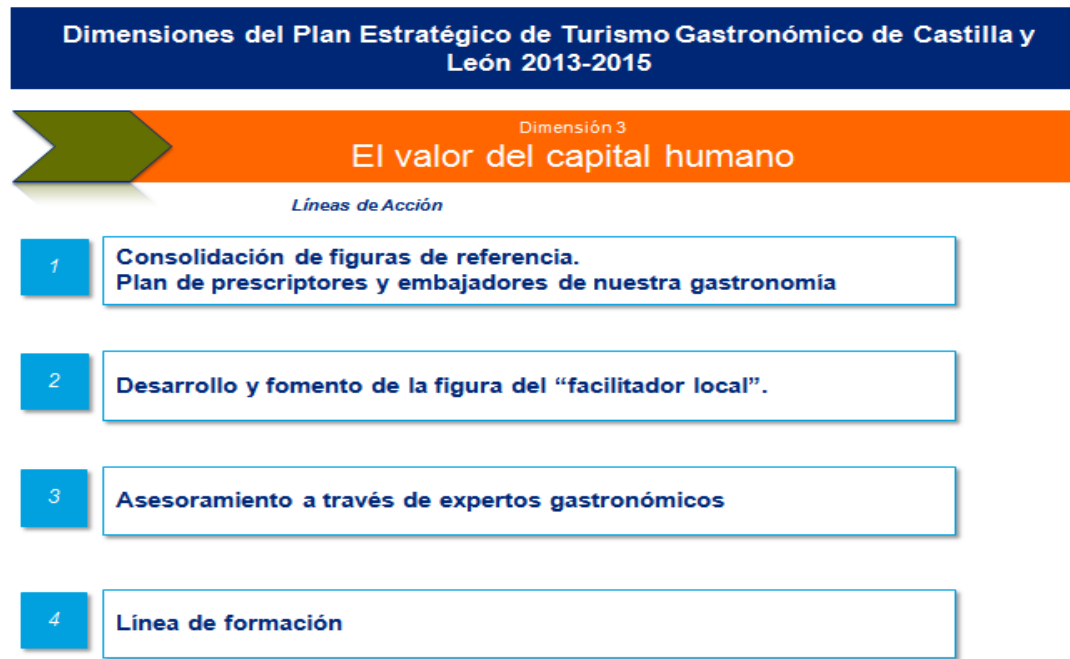 Dimensiones del Plan Estratégico de Turismo Gastronómico de Castilla y
León 2013-2015
Dimensión 3
El valor del capital humano
Líneas de Acción
1
Consolidación de figuras de referencia.
Plan de prescriptores y embajadores de nuestra gastronomía
2
Desarrollo y fomento de la figura del “facilitador local”.
3
Asesoramiento a través de expertos gastronómicos
4
Línea de formación